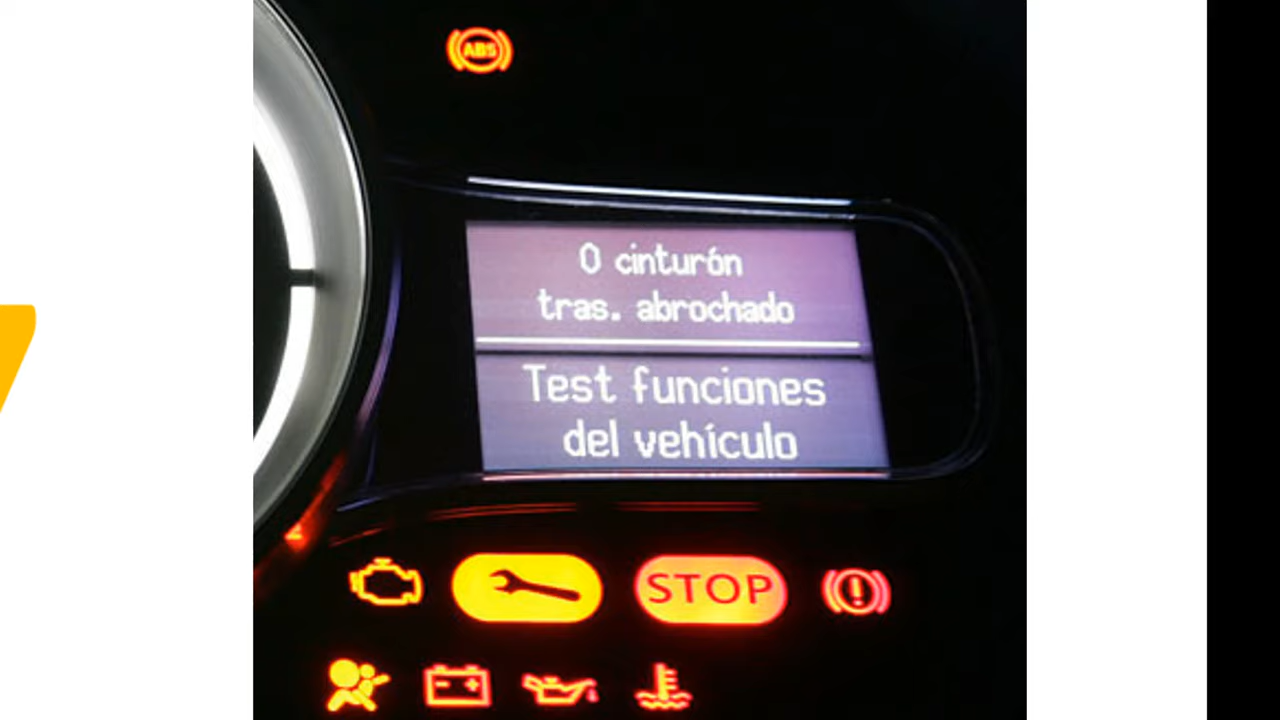 ABS
0 cinturón
tras. abrochado
Test funciones
del vehículo
STOP